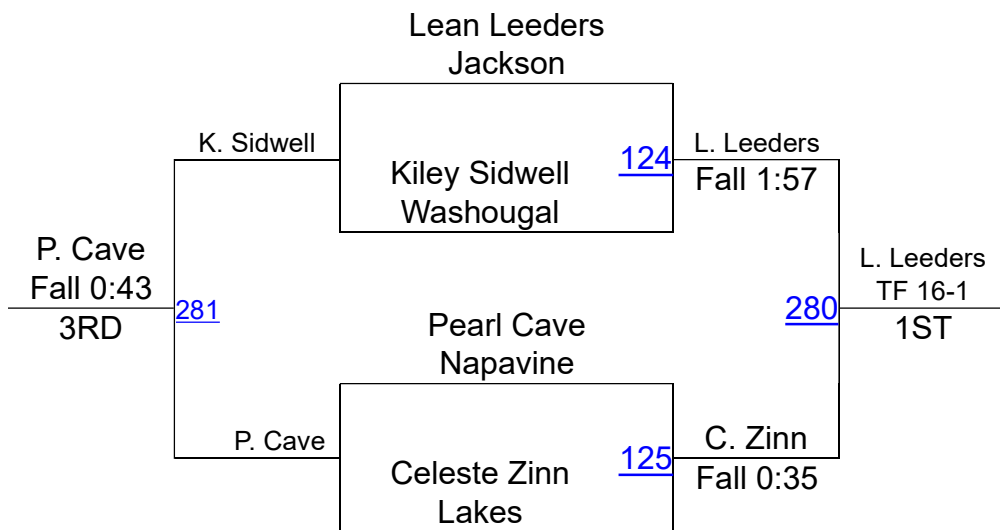 Lean Leeders
Jackson
K. Sidwell
124
L. Leeders
Kiley Sidwell
Fall 1:57
Washougal
P. Cave
Fall 0:43
281
3RD
L. Leeders
TF 16-1
280
1ST
Pearl Cave
Napavine
P. Cave
125
C. Zinn
Celeste Zinn
Fall 0:35
Lakes